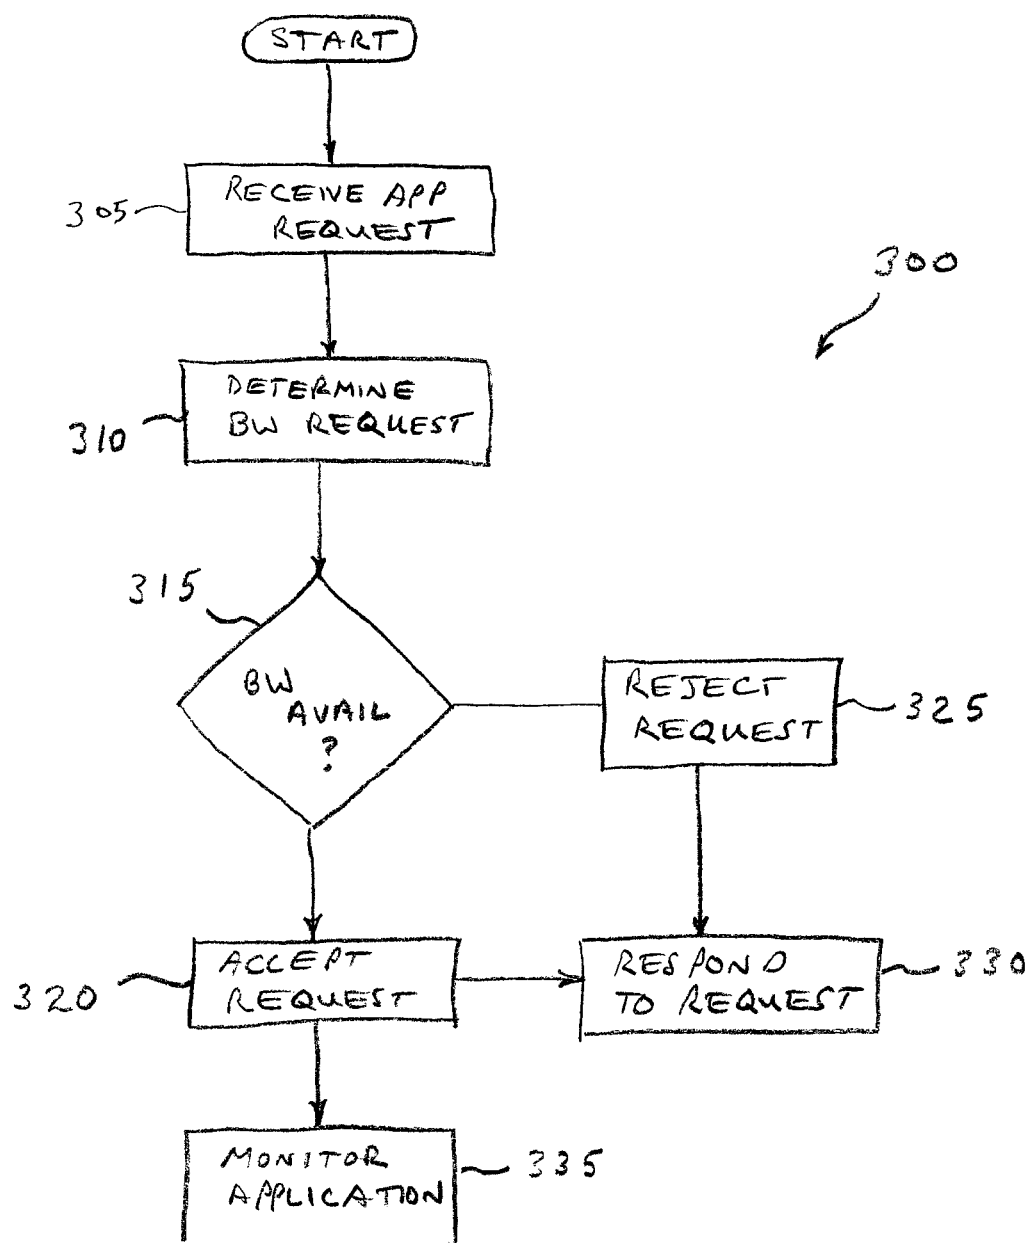 START
RECEIVE APP
REQUEST
305
300
DETERMINE
BW REQUEST
310
315
BW
AVAIL
?
REJECT
REQUEST
325
ACCEPT
REQUEST
320
RESPOND
TO REQUEST
330
MONITOR
APPLICATION
335